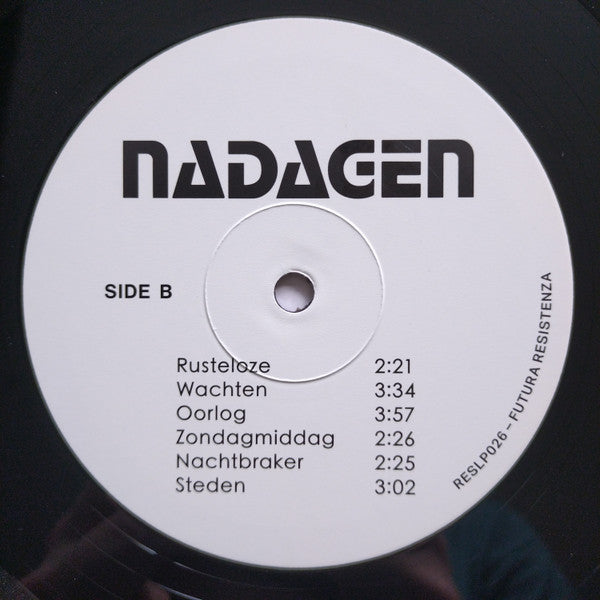 NADAGEN
SIDE B
Rusteloze 2:21
Wachten 3:34
Oorlog 3:57
Zondagmiddag 2:26
Nachtbraker 2:25
Steden 3:02
RESLP026 – FUTURA RESISTENZA